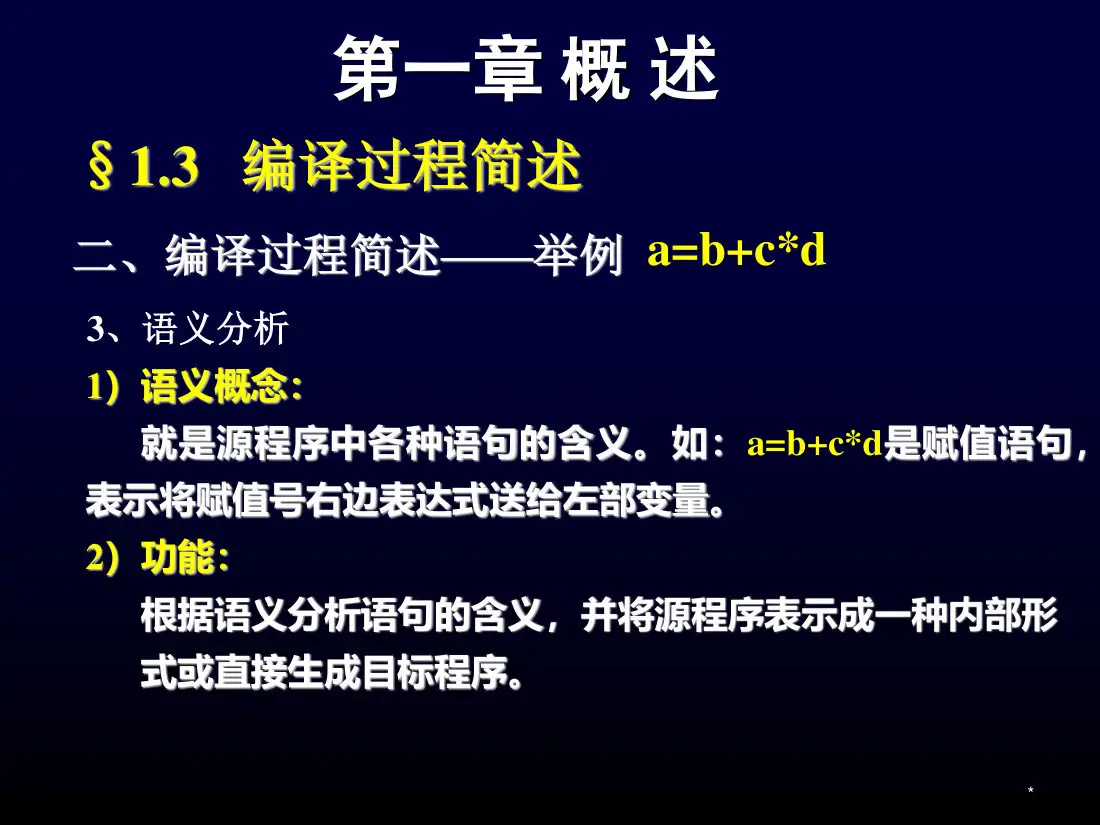 第一章 概 述
§1.3 编译过程简述
二、编译过程简述——举例 a=b+c*d
3、语义分析
1）语义概念：
就是源程序中各种语句的含义。如：a=b+c*d是赋值语句，
表示将赋值号右边表达式送给左部变量。
2）功能：
根据语义分析语句的含义，并将源程序表示成一种内部形
式或直接生成目标程序。
*